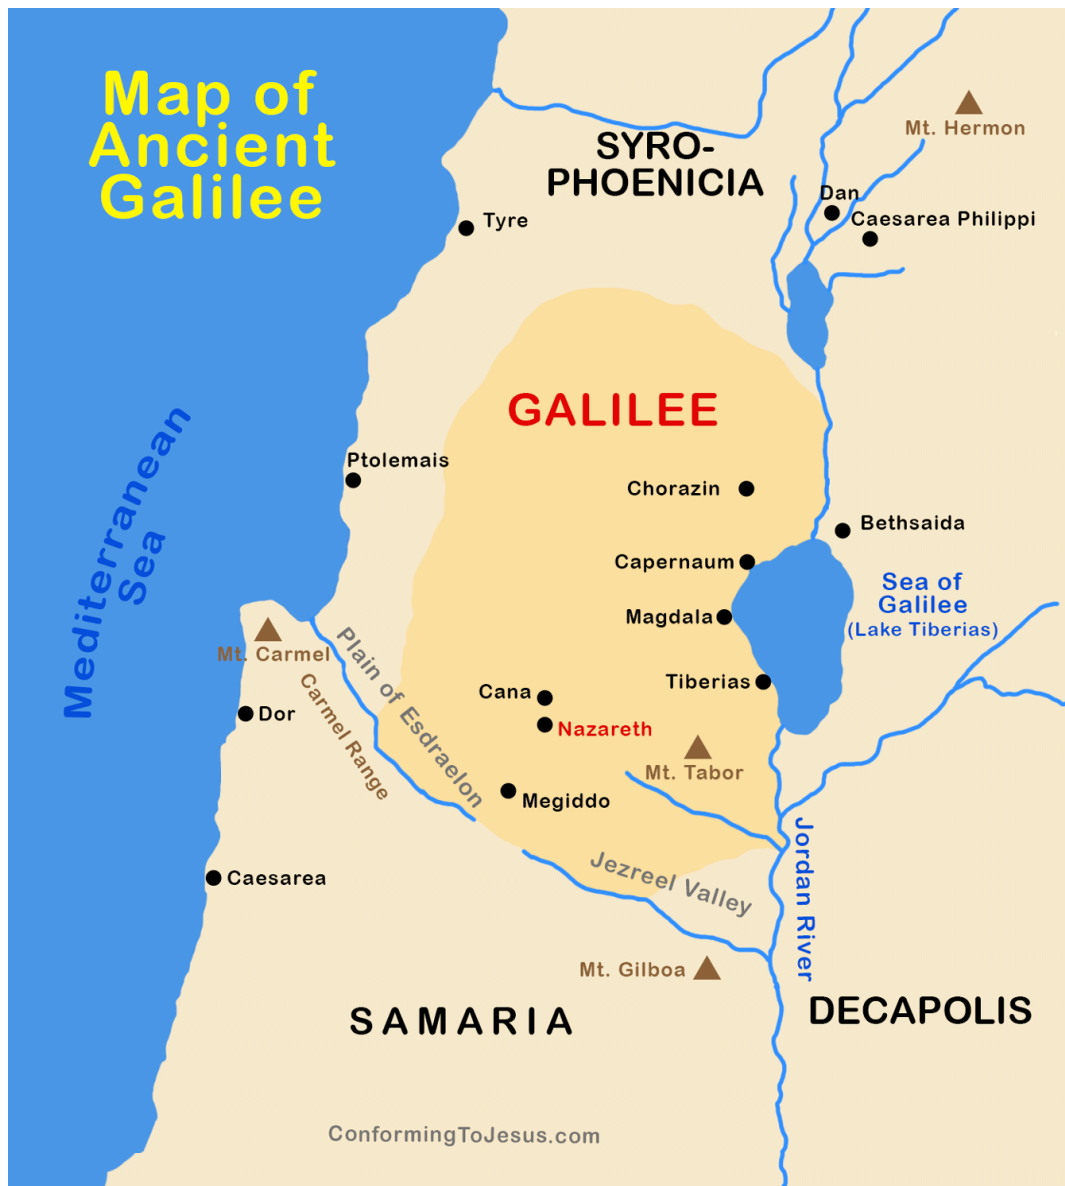 Map of
Ancient
Galilee
Mt. Hermon
SYRO-
PHOENICIA
Dan
Caesarea Philippi
Tyre
GALILEE
Mediterranean
Sea
Ptolemais
Chorazin
Bethsaida
Capernaum
Sea of
Galilee
(Lake Tiberias)
Magdala
Mt. Carmel
Plain of Esdraelon
Carmel Range
Tiberias
Cana
Dor
Nazareth
Mt. Tabor
Megiddo
Jordan River
Jezreel Valley
Caesarea
Mt. Gilboa
SAMARIA
DECAPOLIS
ConformingToJesus.com